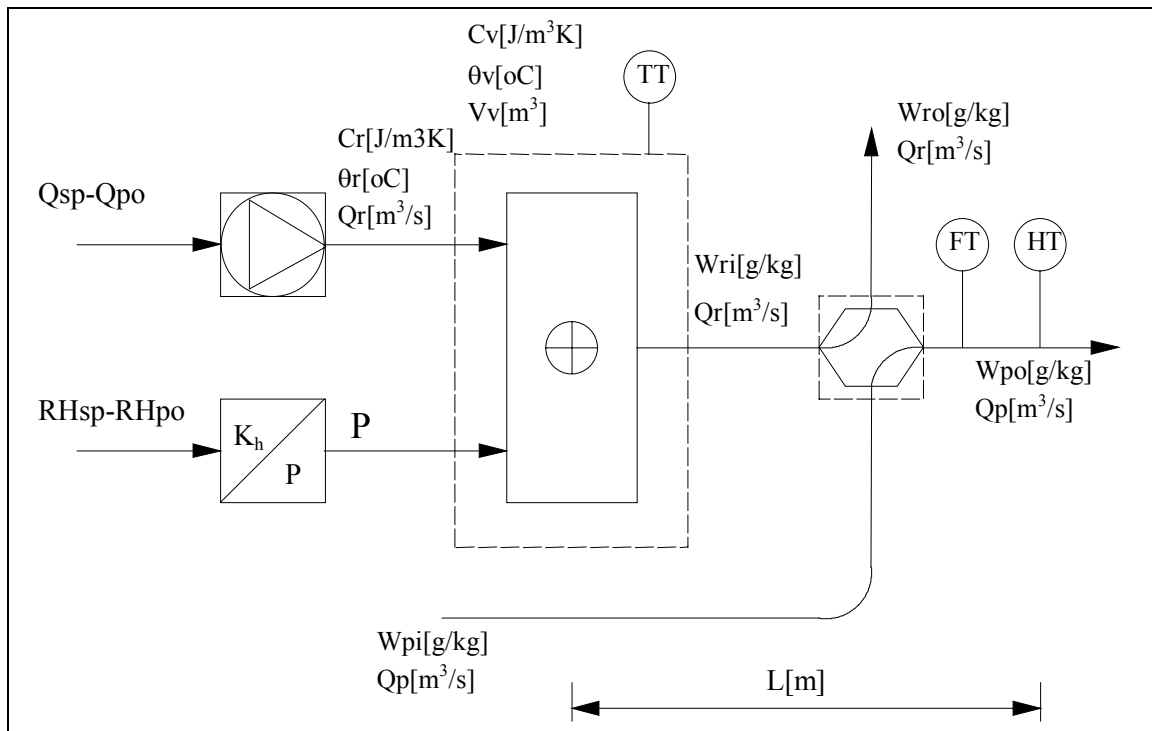 Cv[J/m³K]
θv[oC]
Vv[m³]
TT
Wro[g/kg]
Qr[m³/s]
Cr[J/m3K]
θr[oC]
Qr[m³/s]
Qsp-Qpo
FT
HT
Wri[g/kg]
Qr[m³/s]
Wpo[g/kg]
Qp[m³/s]
RHsp-RHpo
Kh
P
P
Wpi[g/kg]
Qp[m³/s]
L[m]